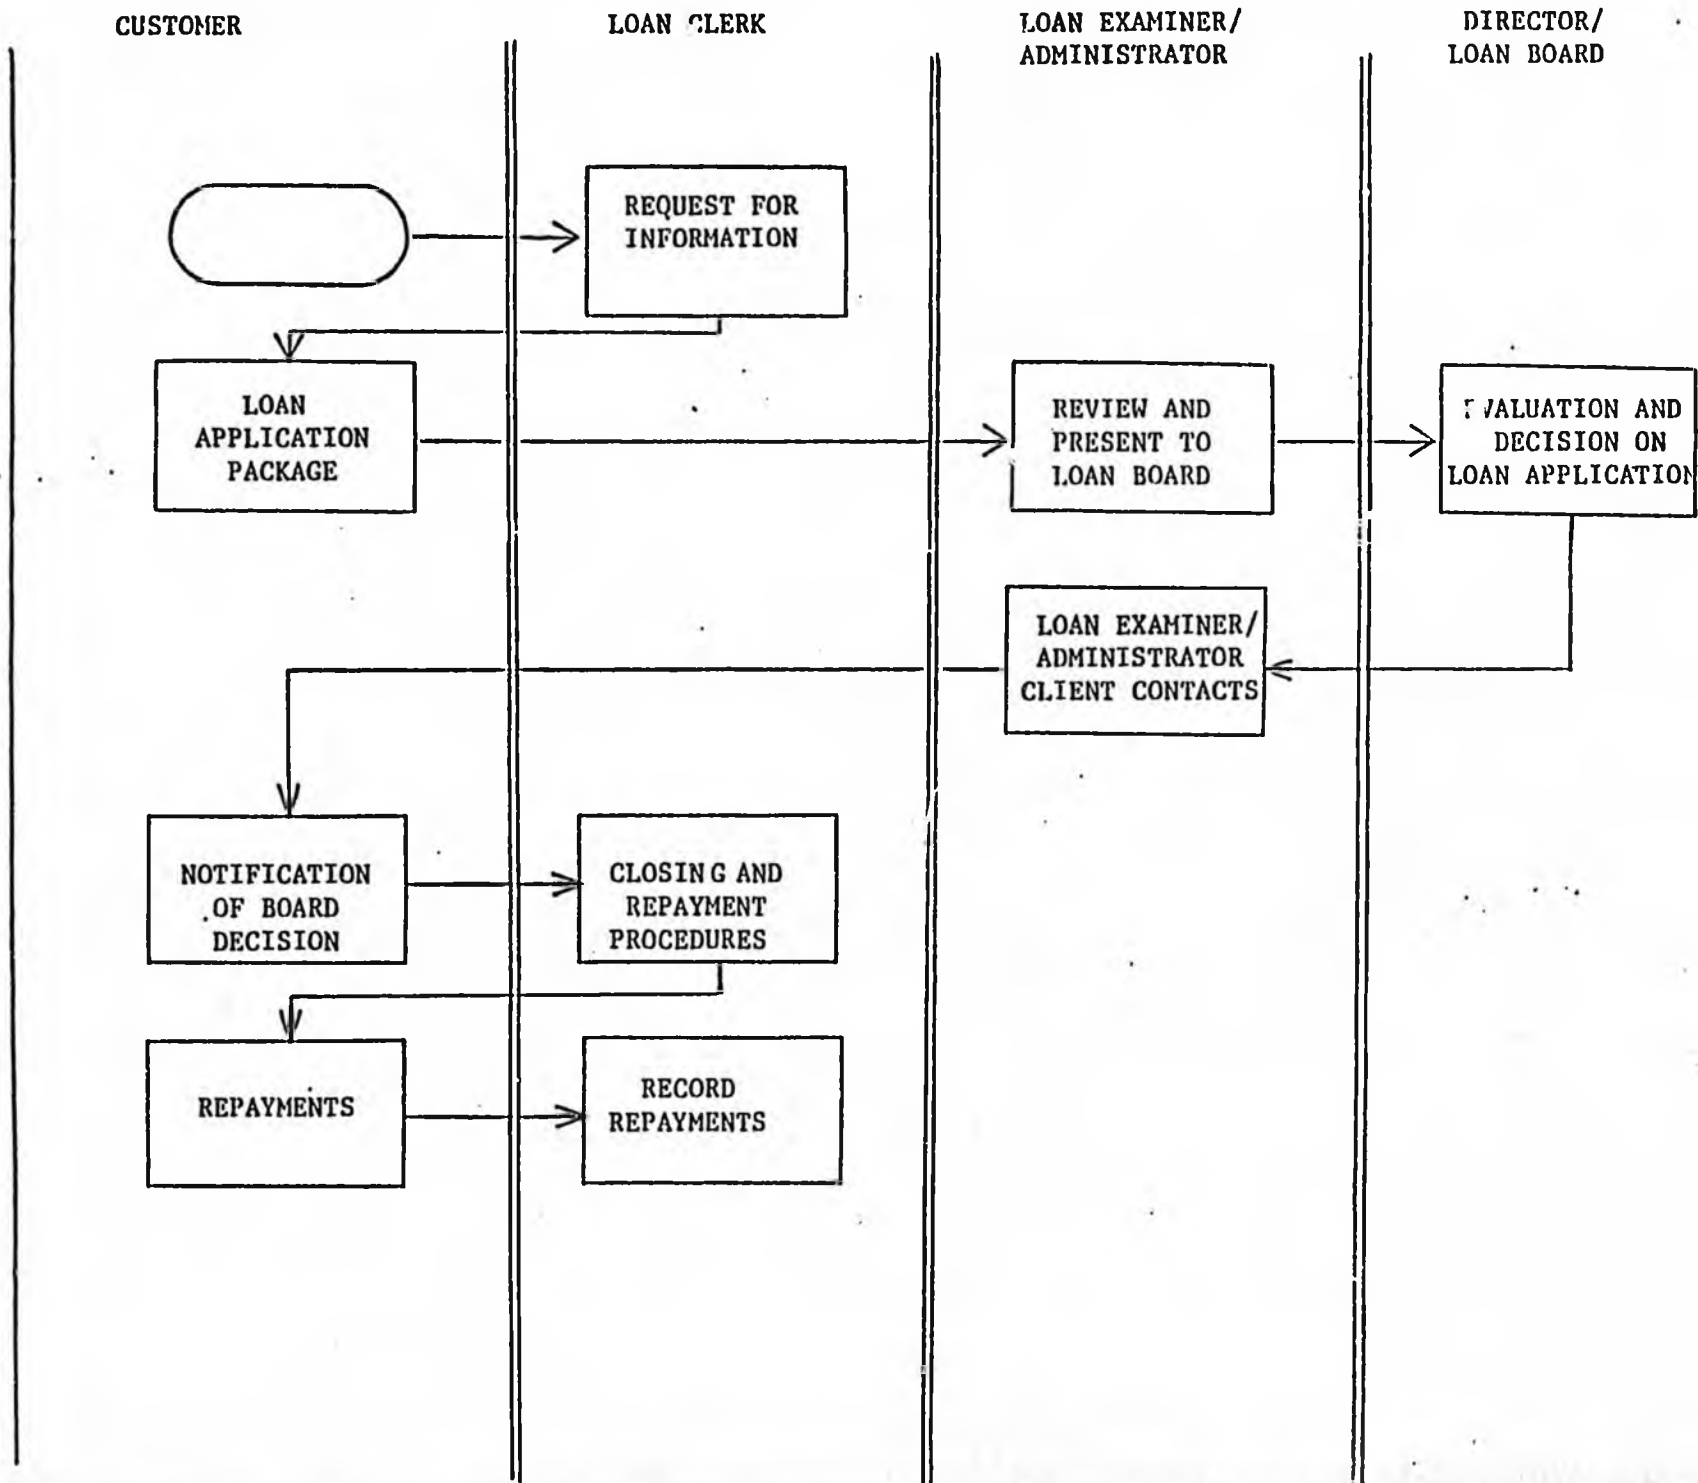 CUSTOMER
LOAN CLERK
LOAN EXAMINER/
ADMINISTRATOR
DIRECTOR/
LOAN BOARD
REQUEST FOR
INFORMATION
LOAN
APPLICATION
PACKAGE
REVIEW AND
PRESENT TO
LOAN BOARD
EVALUATION AND
DECISION ON
LOAN APPLICATION
LOAN EXAMINER/
ADMINISTRATOR
CLIENT CONTACTS
NOTIFICATION
OF BOARD
DECISION
CLOSING AND
REPAYMENT
PROCEDURES
REPAYMENTS
RECORD
REPAYMENTS